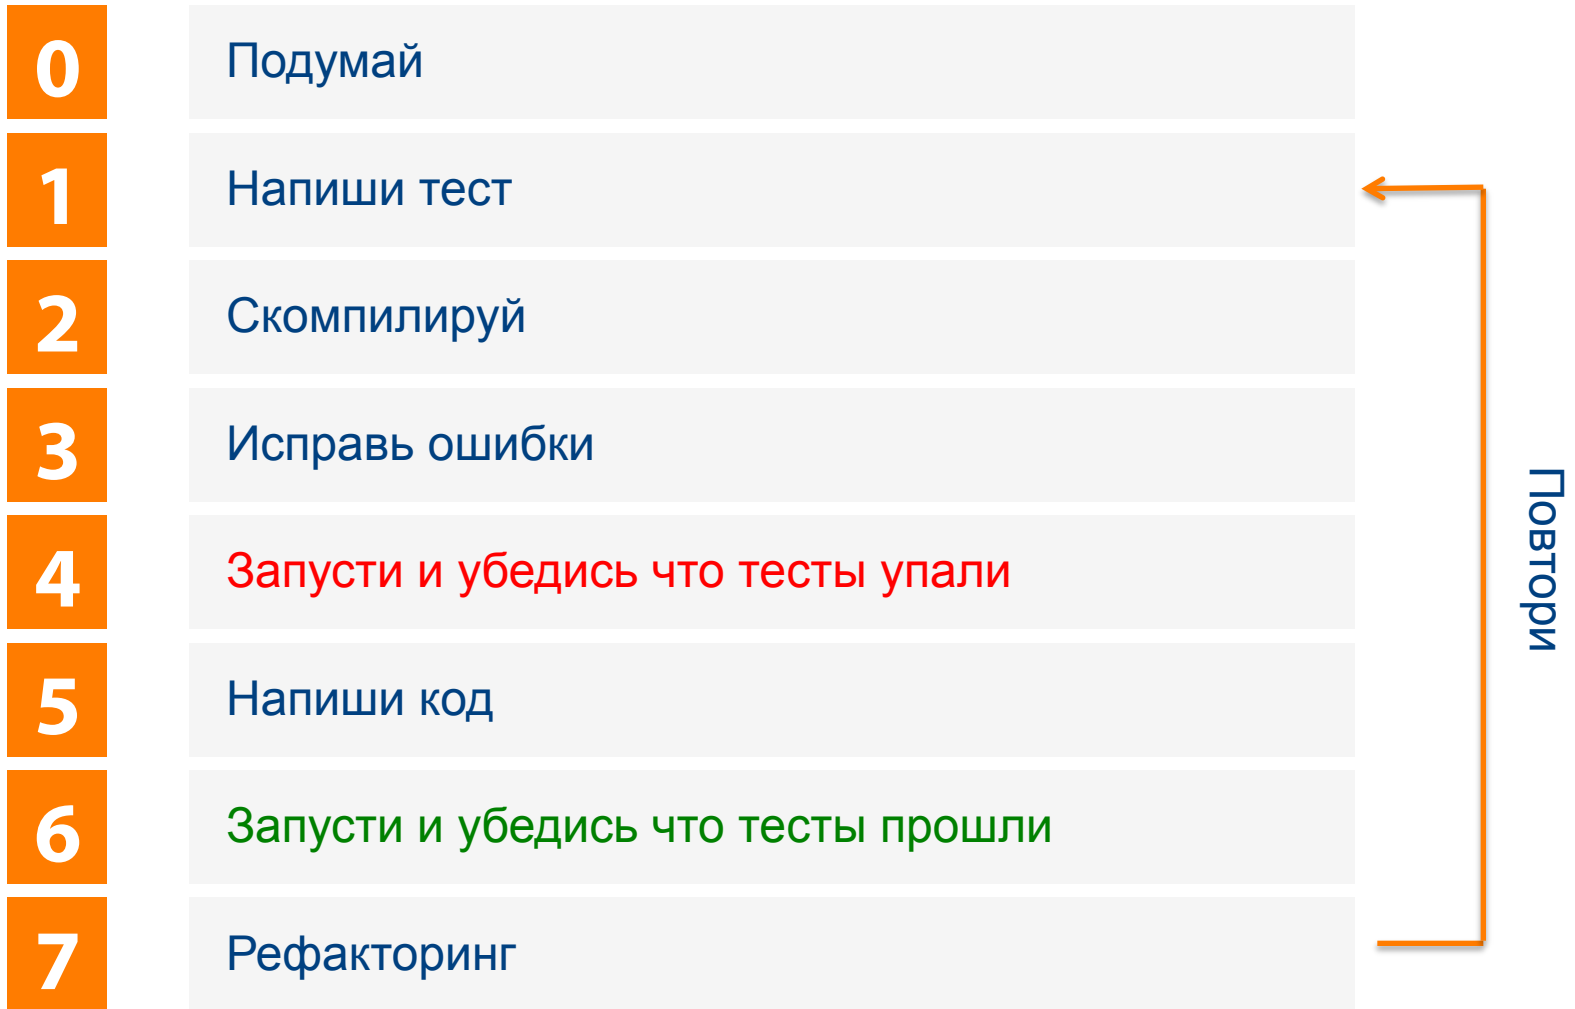 0 Подумай
1 Напиши тест
2 Скомпилируй
3 Исправь ошибки
4 Запусти и убедись что тесты упали
5 Напиши код
6 Запусти и убедись что тесты прошли
7 Рефакторинг
Повтори